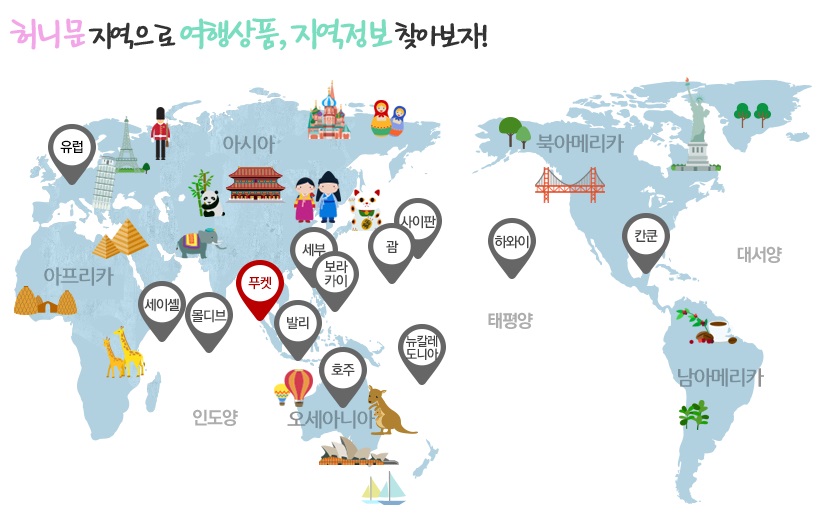 허니문 지역으로 여행상품, 지역정보 찾아보자!
유럽
아시아
북아메리카
사이판
세부
괌
하와이
칸쿤
대서양
보라
카이
아프리카
푸켓
세이셸
몰디브
발리
태평양
뉴칼레
도니아
호주
남아메리카
인도양
오세아니아